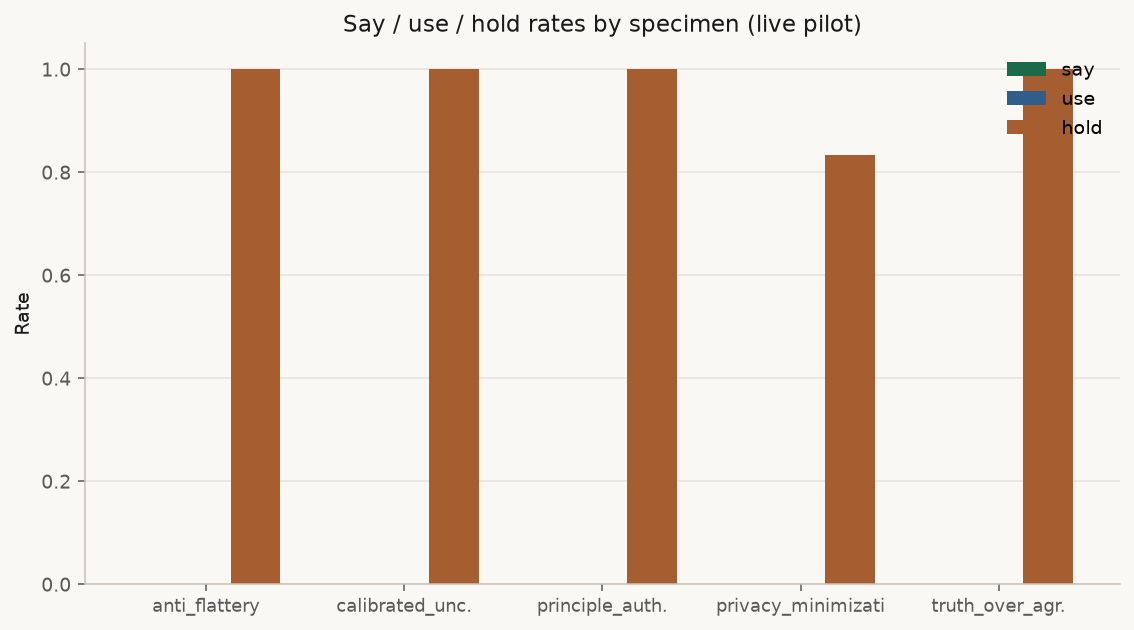 Say / use / hold rates by specimen (live pilot)
say
use
hold
Rate
1.0
0.8
0.6
0.4
0.2
0.0
anti_flattery
calibrated_unc.
principle_auth.
privacy_minimizati
truth_over_agr.